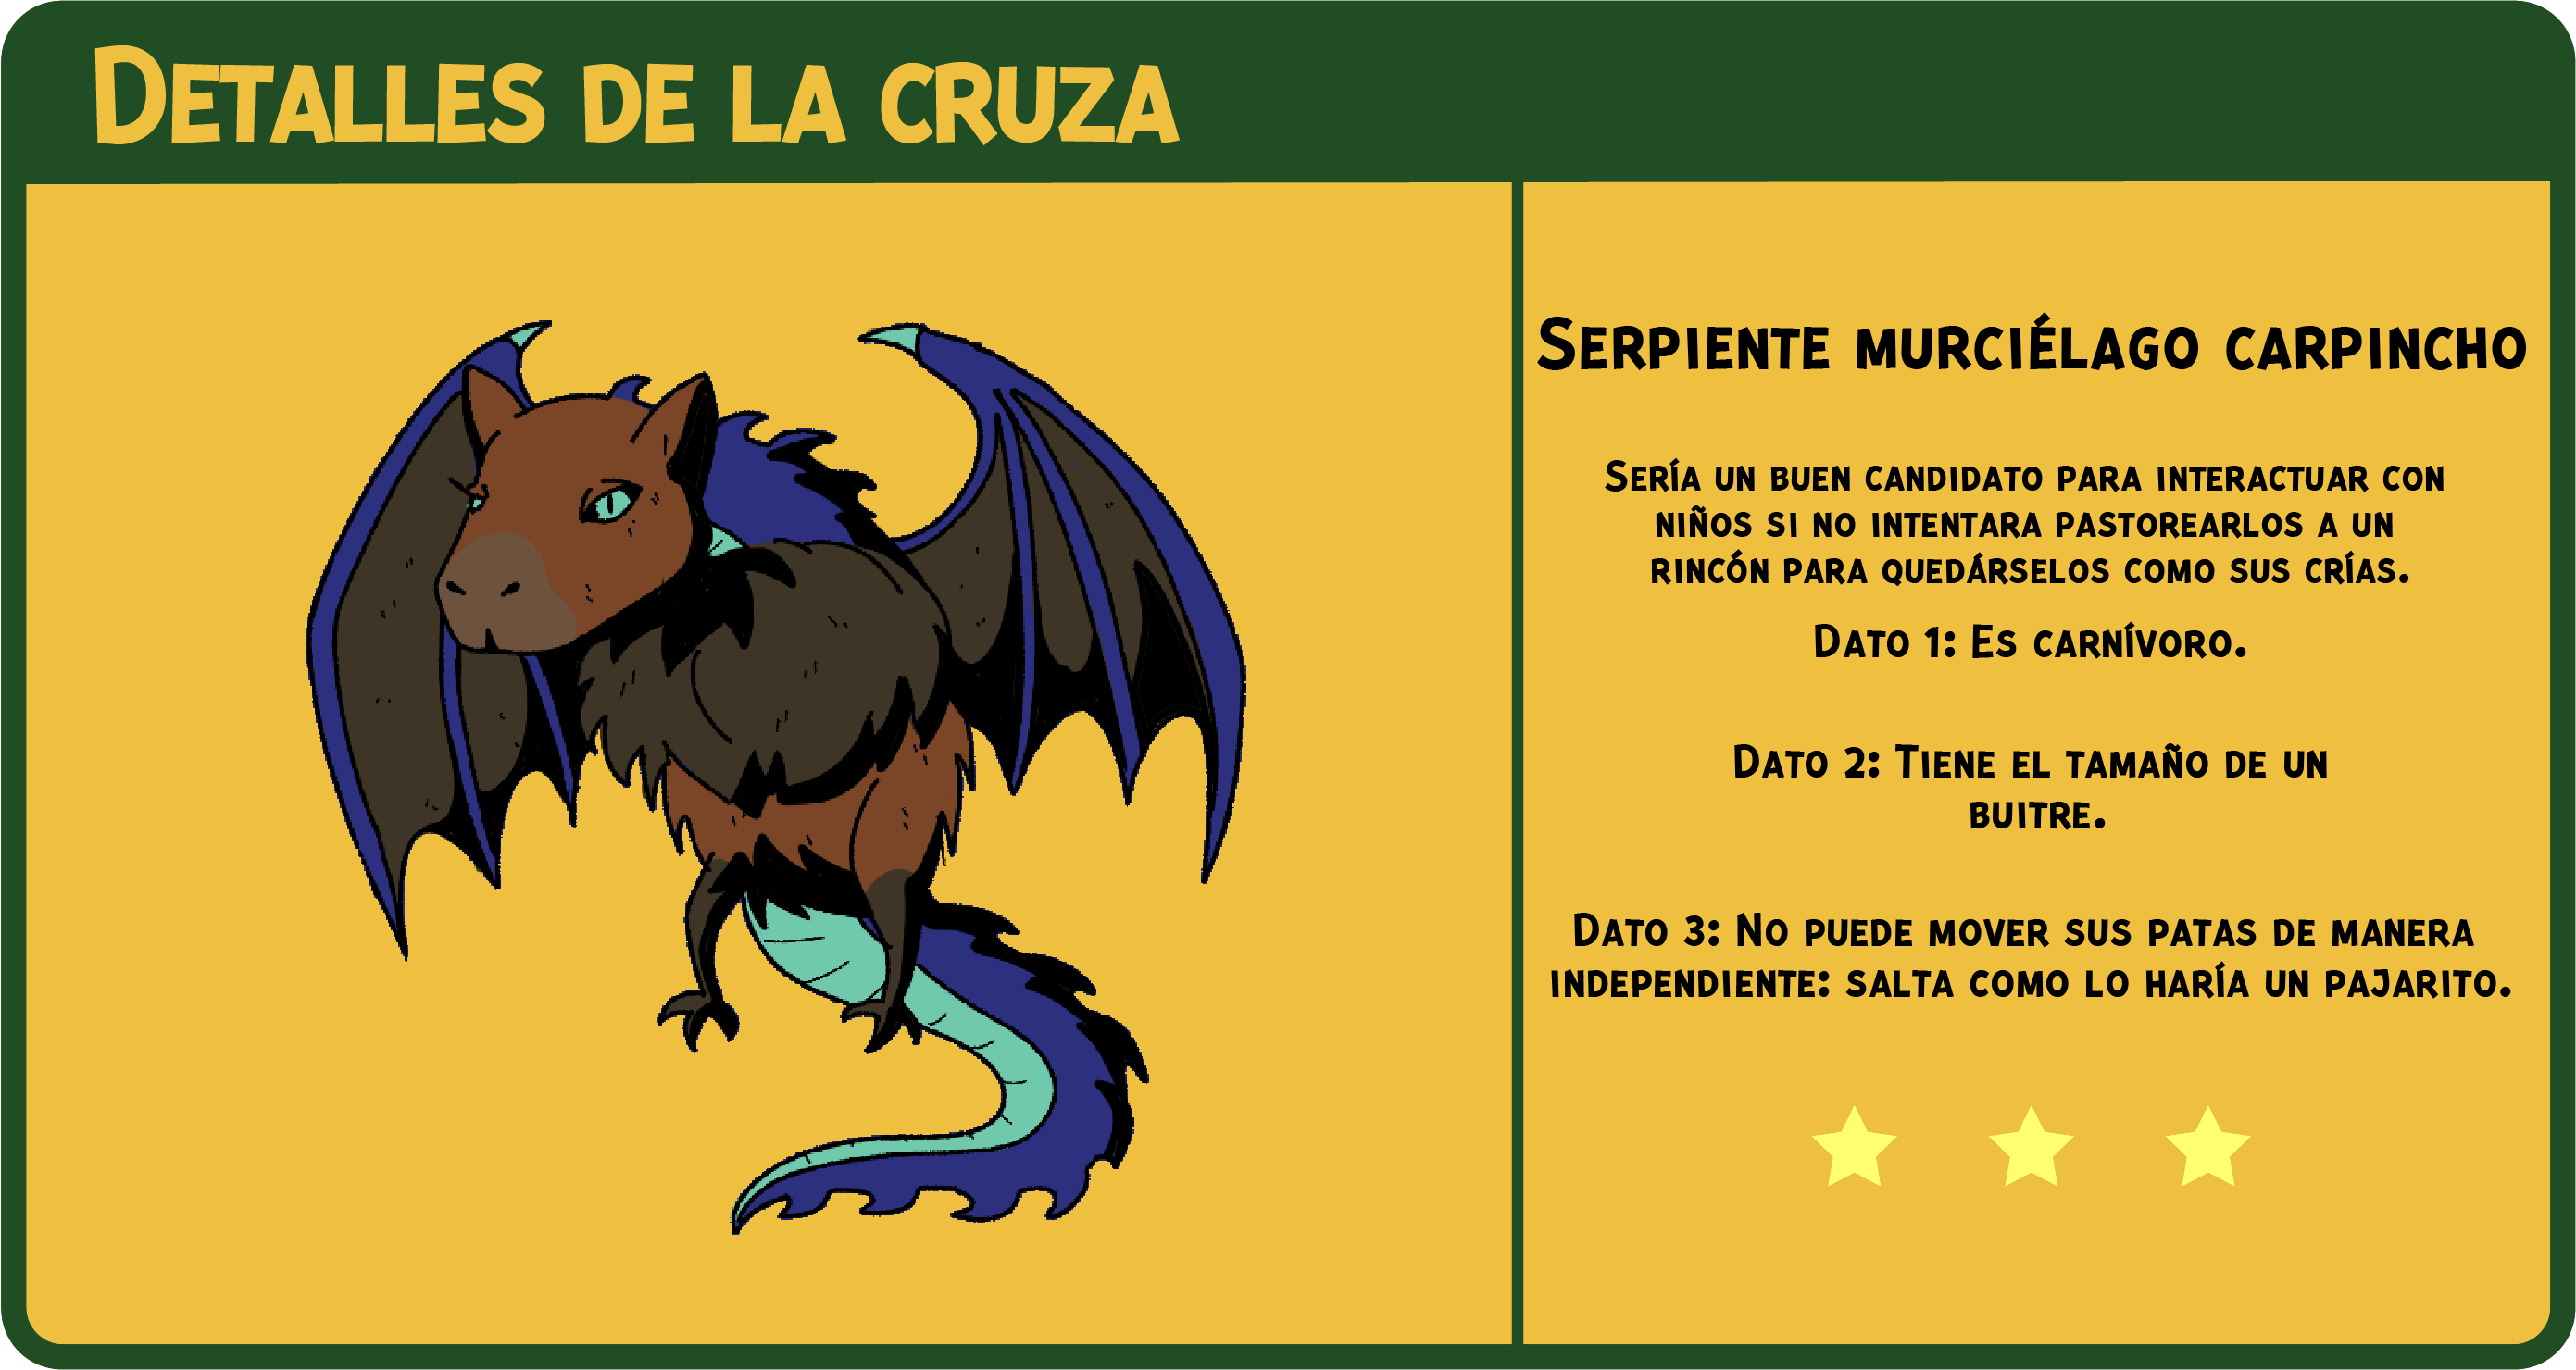 Detalles de la cruza
Serpiente murciélago carpincho
Sería un buen candidato para interactuar con
niños si no intentara pastorearlos a un
rincón para quedárselos como sus crías.
Dato 1: Es carnívoro.
Dato 2: Tiene el tamaño de un
buitre.
Dato 3: No puede mover sus patas de manera
independiente: salta como lo haría un pajarito.